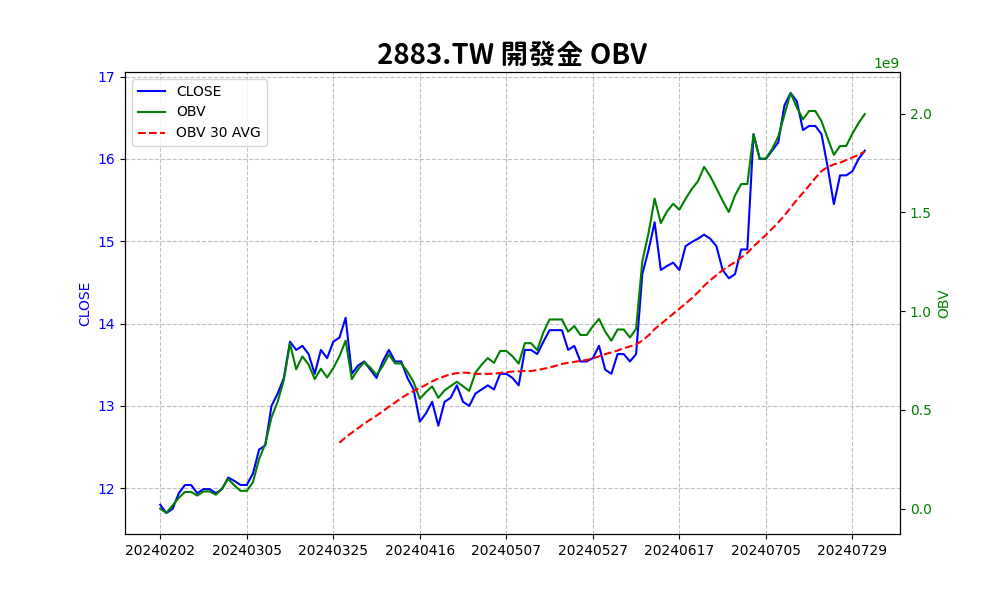 2883.TW 開發金 OBV
1e9
CLOSE
OBV
OBV 30 AVG
17
16
15
14
13
12
CLOSE
2.0
1.5
1.0
0.5
0.0
OBV
20240202 20240305 20240325 20240416 20240507 20240527 20240617 20240705 20240729